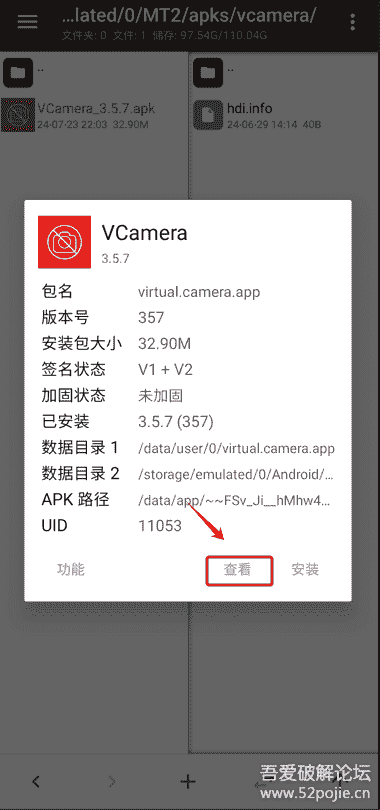 ...lated/0/MT2/apks/vcamera/
文件夹: 0 文件: 1 储存: 97.54G/110.04G
..
..
VCamera_3.5.7.apk
24-07-23 22:03 32.90M
hdi.info
24-06-29 14:14 40B
VCamera
3.5.7
包名 virtual.camera.app
版本号 357
安装包大小 32.90M
签名状态 V1 + V2
加固状态 未加固
已安装 3.5.7 (357)
数据目录 1 /data/user/0/virtual.camera.app
数据目录 2 /storage/emulated/0/Android/...
APK 路径 /data/app/~~FSv_Ji__hMhw4...
UID 11053
功能 查看 安装
吾爱破解论坛
www.52pojie.cn